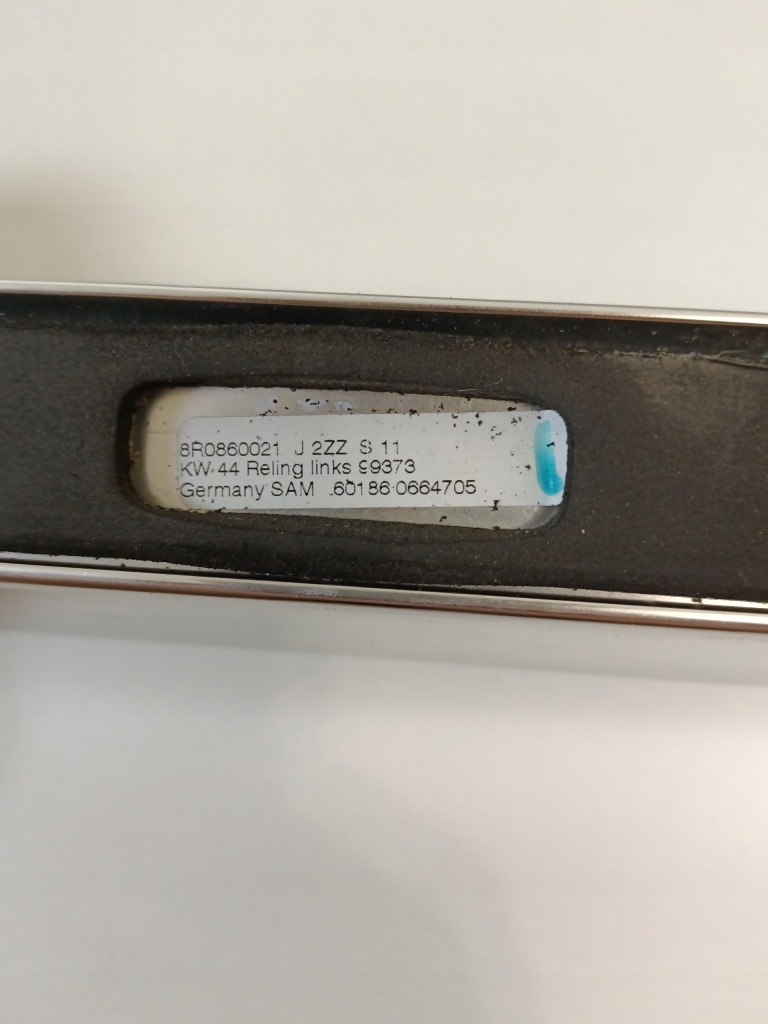 8R0860021 J 2ZZ S 11
KW 44 Reling links 99373
Germany SAM .60186 0664705